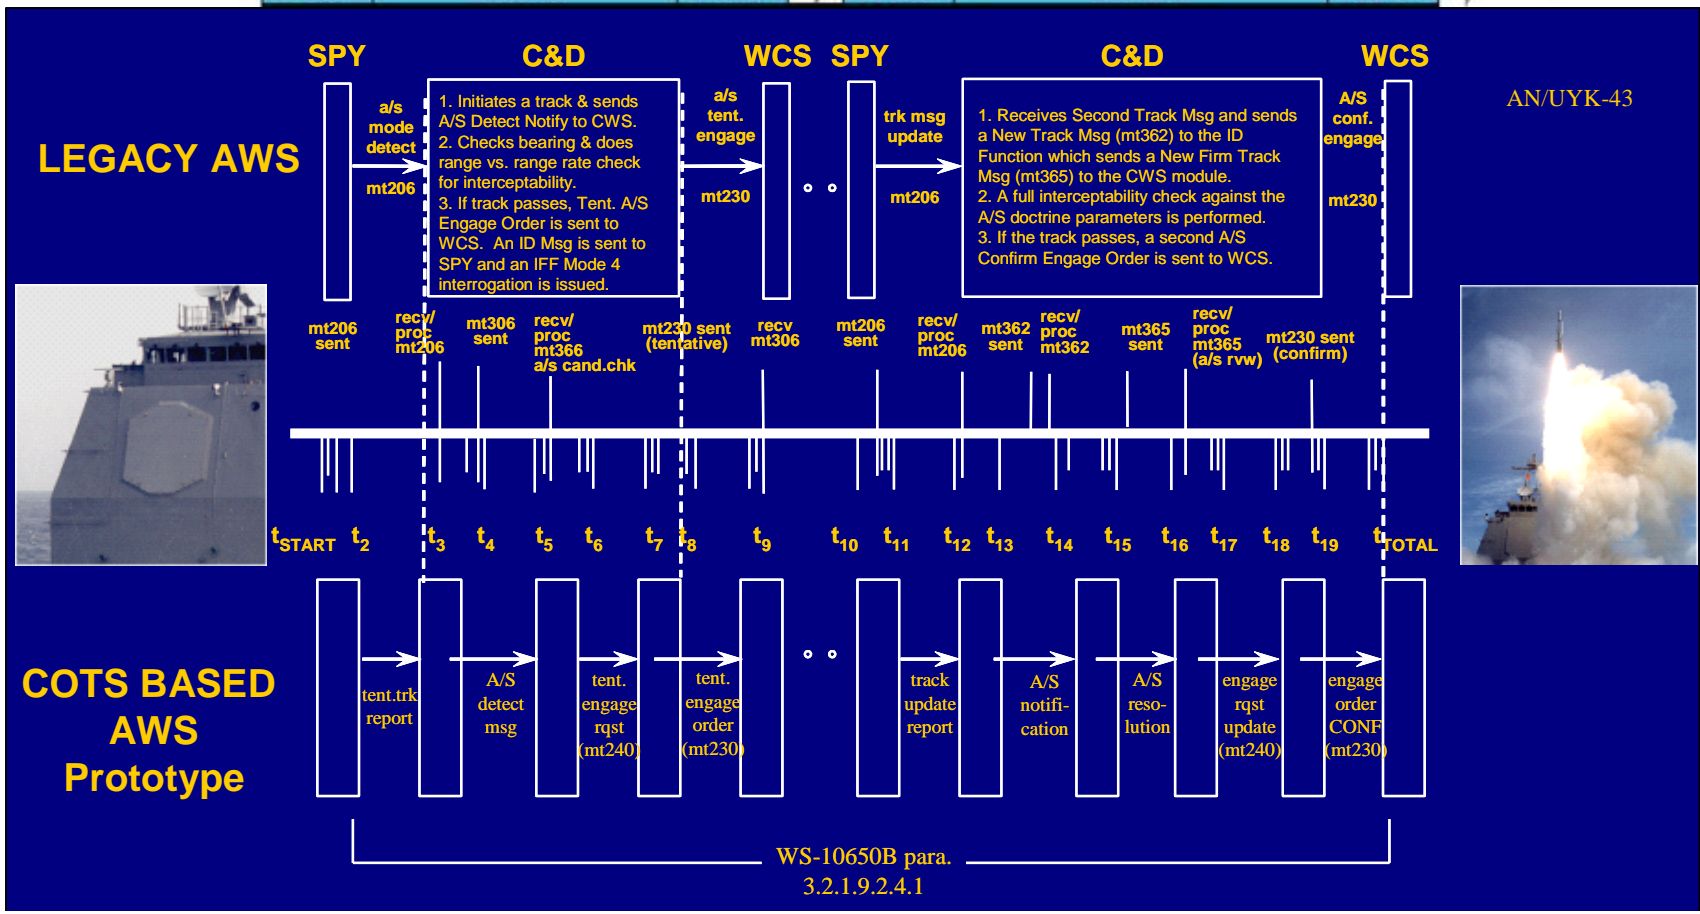 SPY
C&D
WCS
SPY
C&D
WCS
AN/UYK-43
LEGACY AWS
a/s
mode
detect
mt206
1. Initiates a track & sends
A/S Detect Notify to CWS.
2. Checks bearing & does
range vs. range rate check
for interceptability.
3. If track passes, Tent. A/S
Engage Order is sent to
WCS. An ID Msg is sent to
SPY and an IFF Mode 4
interrogation is issued.
a/s
tent.
engage
mt230
trk msg
update
mt206
1. Receives Second Track Msg and sends
a New Track Msg (mt362) to the ID
Function which sends a New Firm Track
Msg (mt365) to the CWS module.
2. A full interceptability check against the
A/S doctrine parameters is performed.
3. If the track passes, a second A/S
Confirm Engage Order is sent to WCS.
A/S
conf.
engage
mt230
mt206
sent
recv/
proc
mt206
mt306
sent
recv/
proc
mt366
a/s cand.chk
mt230 sent
(tentative)
recv
mt306
mt206
sent
recv/
proc
mt206
mt362
sent
recv/
proc
mt362
mt365
sent
recv/
proc
mt365
(a/s rvw)
mt230 sent
(confirm)
tSTART t2 t3 t4 t5 t6 t7 t8 t9 t10 t11 t12 t13 t14 t15 t16 t17 t18 t19 tTOTAL
COTS BASED
AWS
Prototype
tent.trk
report
A/S
detect
msg
tent.
engage
rqst
(mt240)
tent.
engage
order
(mt230)
track
update
report
A/S
notifi-
cation
A/S
reso-
lution
engage
rqst
update
(mt240)
engage
order
CONF
(mt230)
WS-10650B para.
3.2.1.9.2.4.1